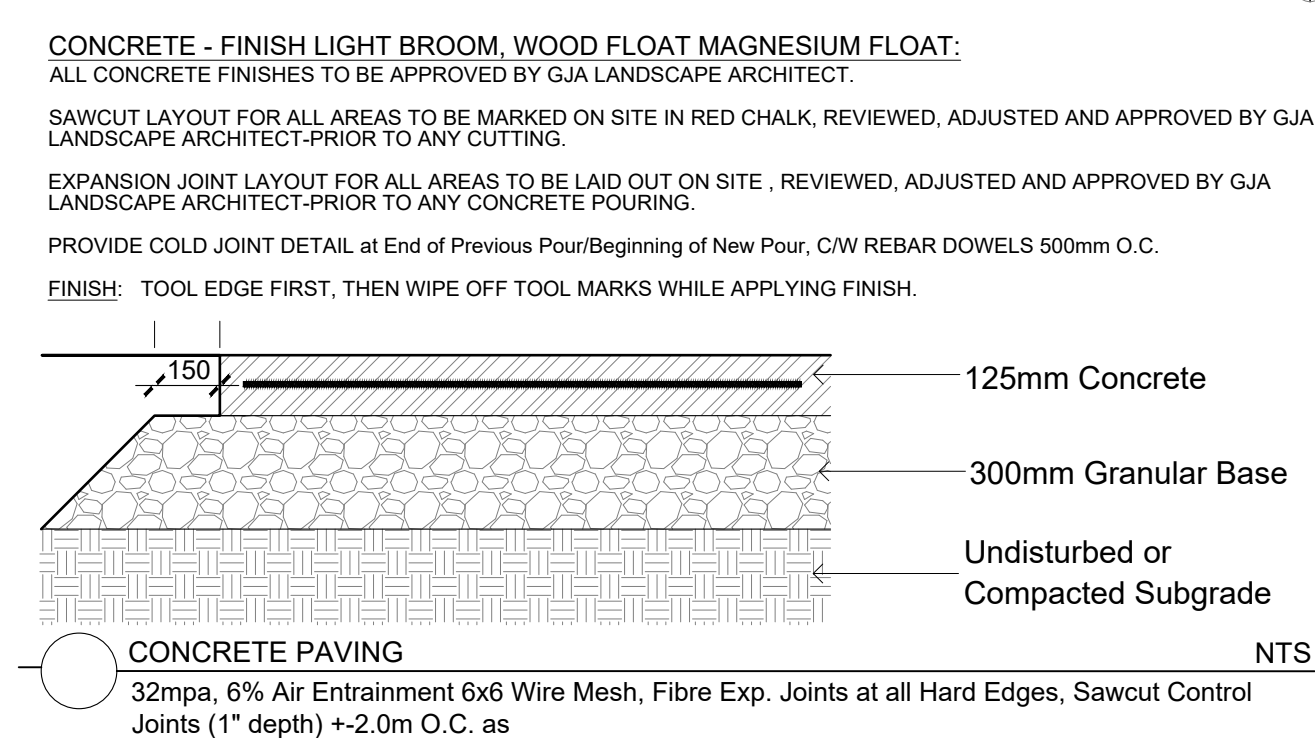 CONCRETE - FINISH LIGHT BROOM, WOOD FLOAT MAGNESIUM FLOAT:
ALL CONCRETE FINISHES TO BE APPROVED BY GJA LANDSCAPE ARCHITECT.
SAWCUT LAYOUT FOR ALL AREAS TO BE MARKED ON SITE IN RED CHALK, REVIEWED, ADJUSTED AND APPROVED BY GJA
LANDSCAPE ARCHITECT-PRIOR TO ANY CUTTING.
EXPANSION JOINT LAYOUT FOR ALL AREAS TO BE LAID OUT ON SITE , REVIEWED, ADJUSTED AND APPROVED BY GJA
LANDSCAPE ARCHITECT-PRIOR TO ANY CONCRETE POURING.
PROVIDE COLD JOINT DETAIL at End of Previous Pour/Beginning of New Pour, C/W REBAR DOWELS 500mm O.C.
FINISH: TOOL EDGE FIRST, THEN WIPE OFF TOOL MARKS WHILE APPLYING FINISH.
150
125mm Concrete
300mm Granular Base
Undisturbed or
Compacted Subgrade
CONCRETE PAVING NTS
32mpa, 6% Air Entrainment 6x6 Wire Mesh, Fibre Exp. Joints at all Hard Edges, Sawcut Control
Joints (1" depth) +-2.0m O.C. as